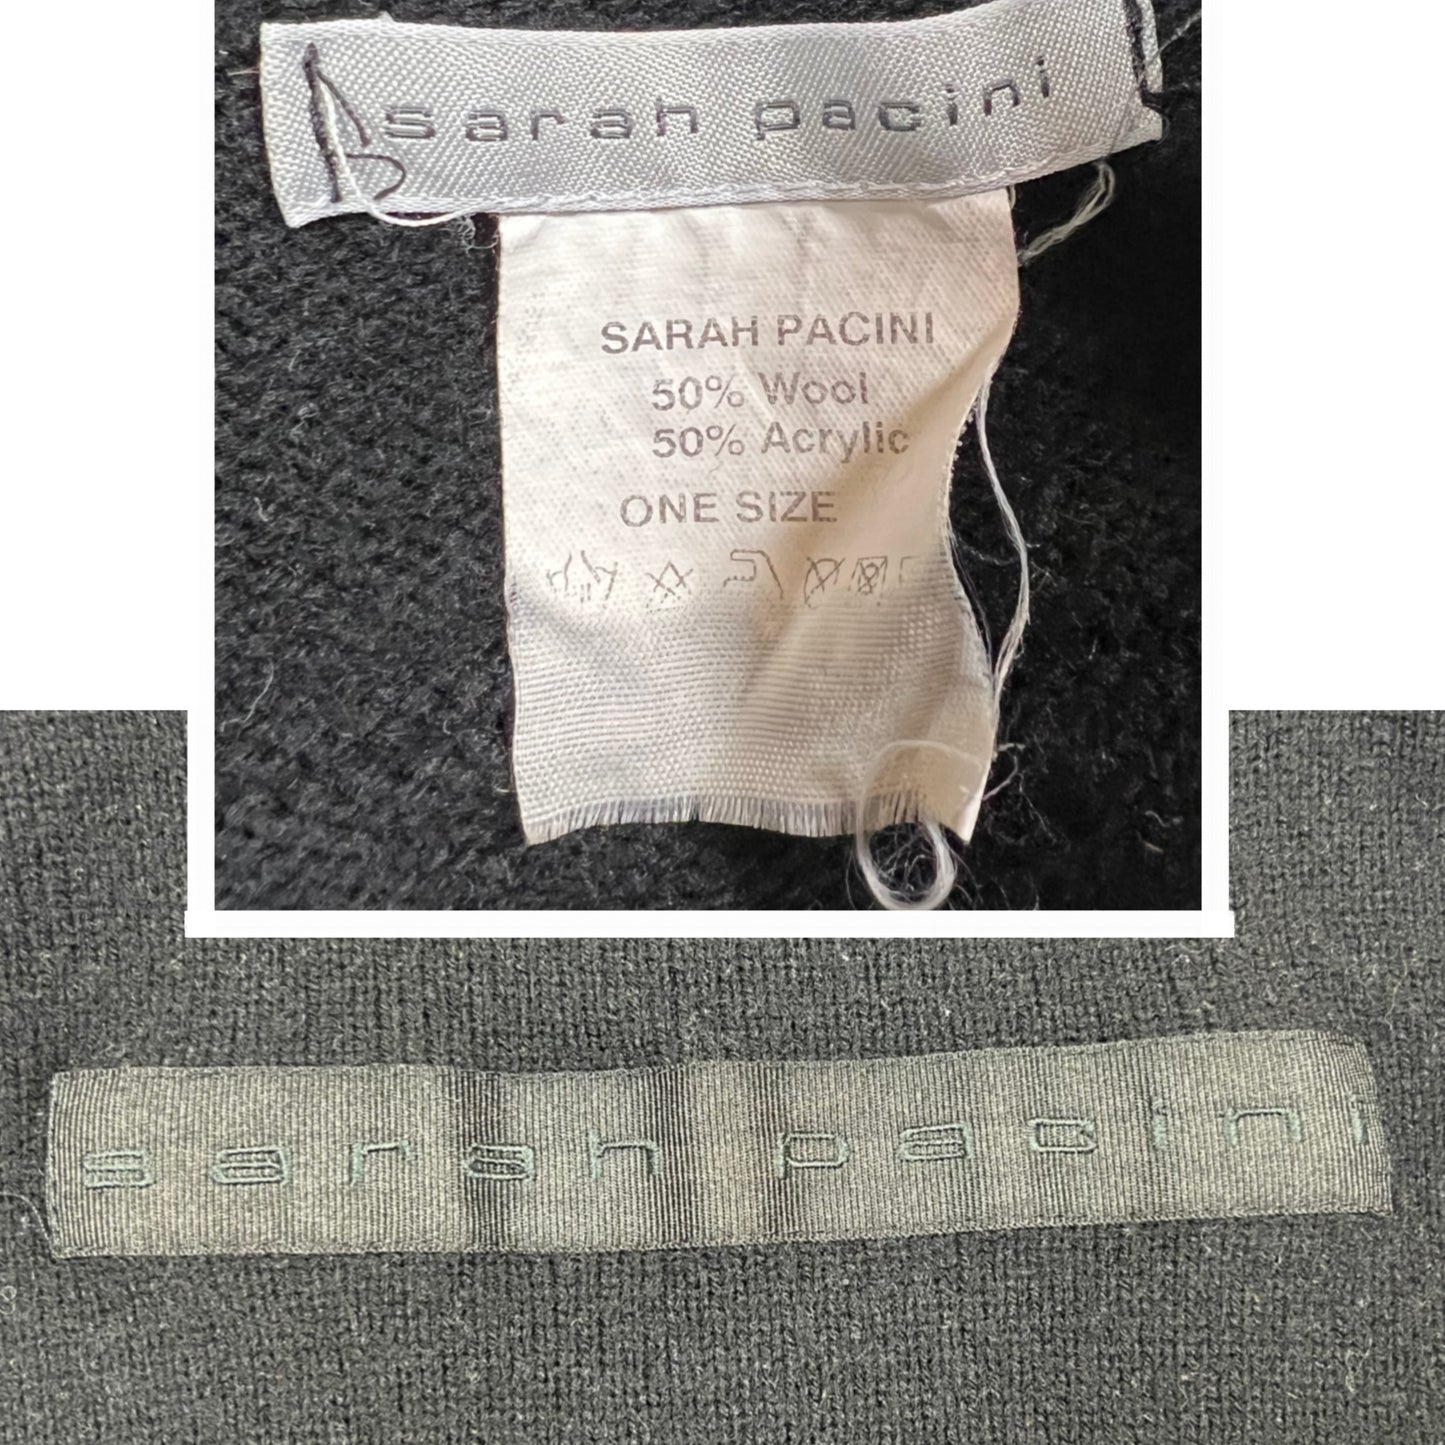 sarah pacini
SARAH PACINI
50% Wool
50% Acrylic
ONE SIZE
sarah pacini